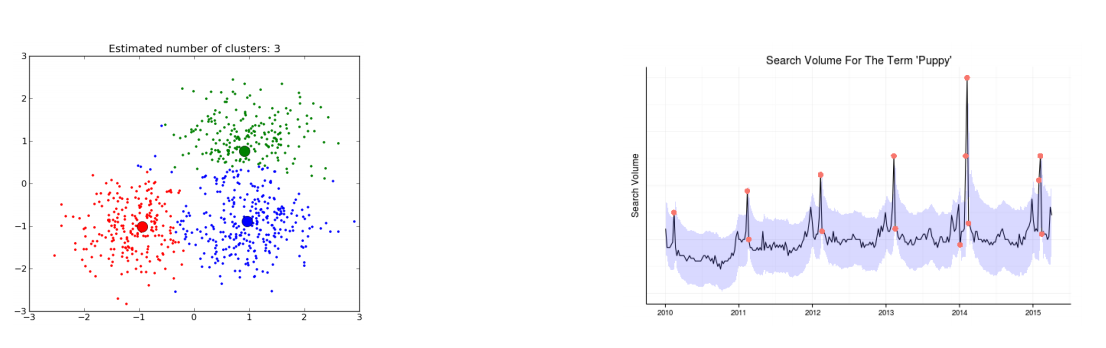 Estimated number of clusters: 3
3
2
1
0
−1
−2
−3
−3 −2 −1 0 1 2 3
Search Volume For The Term 'Puppy'
Search Volume
2010 2011 2012 2013 2014 2015